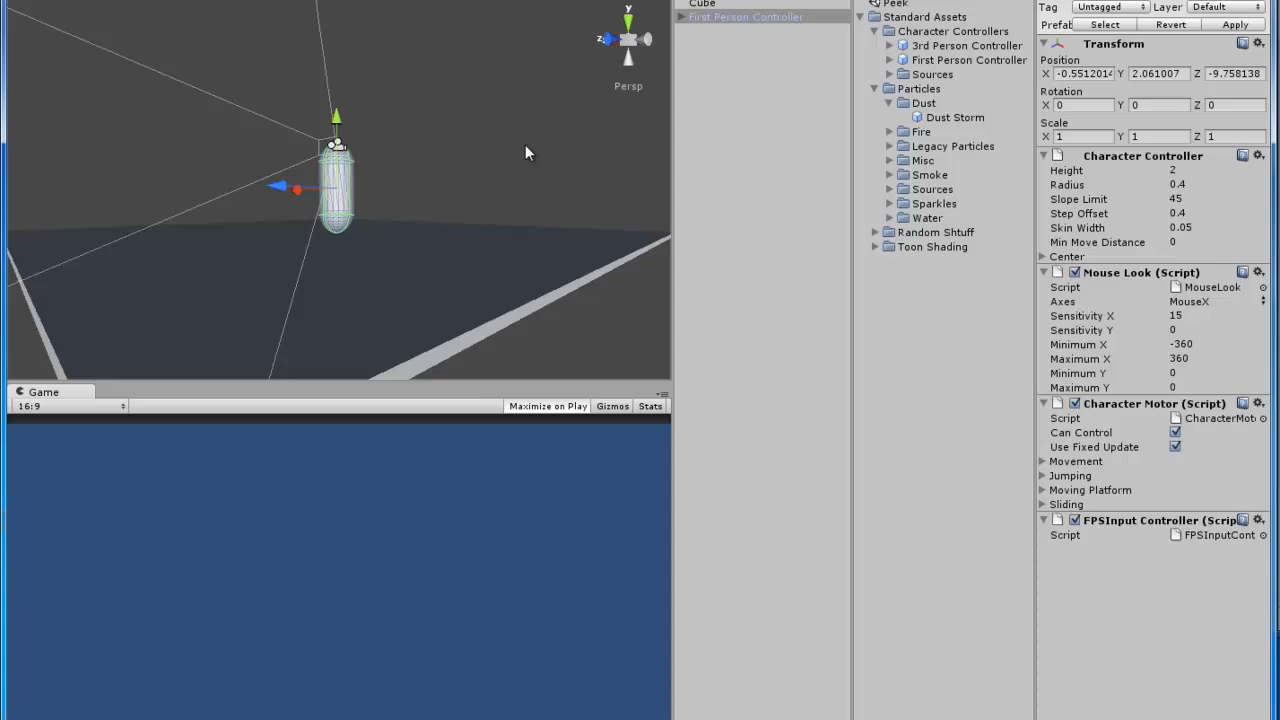 y
z
Persp
Game
16:9
Maximize on Play
Gizmos
Stats
Cube
First Person Controller
Peek
Standard Assets
Character Controllers
3rd Person Controller
First Person Controller
Sources
Particles
Dust
Dust Storm
Fire
Legacy Particles
Misc
Smoke
Sources
Sparkles
Water
Random Shtuff
Toon Shading
Tag Untagged Layer Default
Prefab Select Revert Apply
Transform
Position
X -0.5512014 Y 2.061007 Z -9.758138
Rotation
X 0 Y 0 Z 0
Scale
X 1 Y 1 Z 1
Character Controller
Height 2
Radius 0.4
Slope Limit 45
Step Offset 0.4
Skin Width 0.05
Min Move Distance 0
Center
Mouse Look (Script)
Script MouseLook
Axes MouseX
Sensitivity X 15
Sensitivity Y 0
Minimum X -360
Maximum X 360
Minimum Y 0
Maximum Y 0
Character Motor (Script)
Script CharacterMoto
Can Control
Use Fixed Update
Movement
Jumping
Moving Platform
Sliding
FPSInput Controller (Scrip
Script FPSInputCont